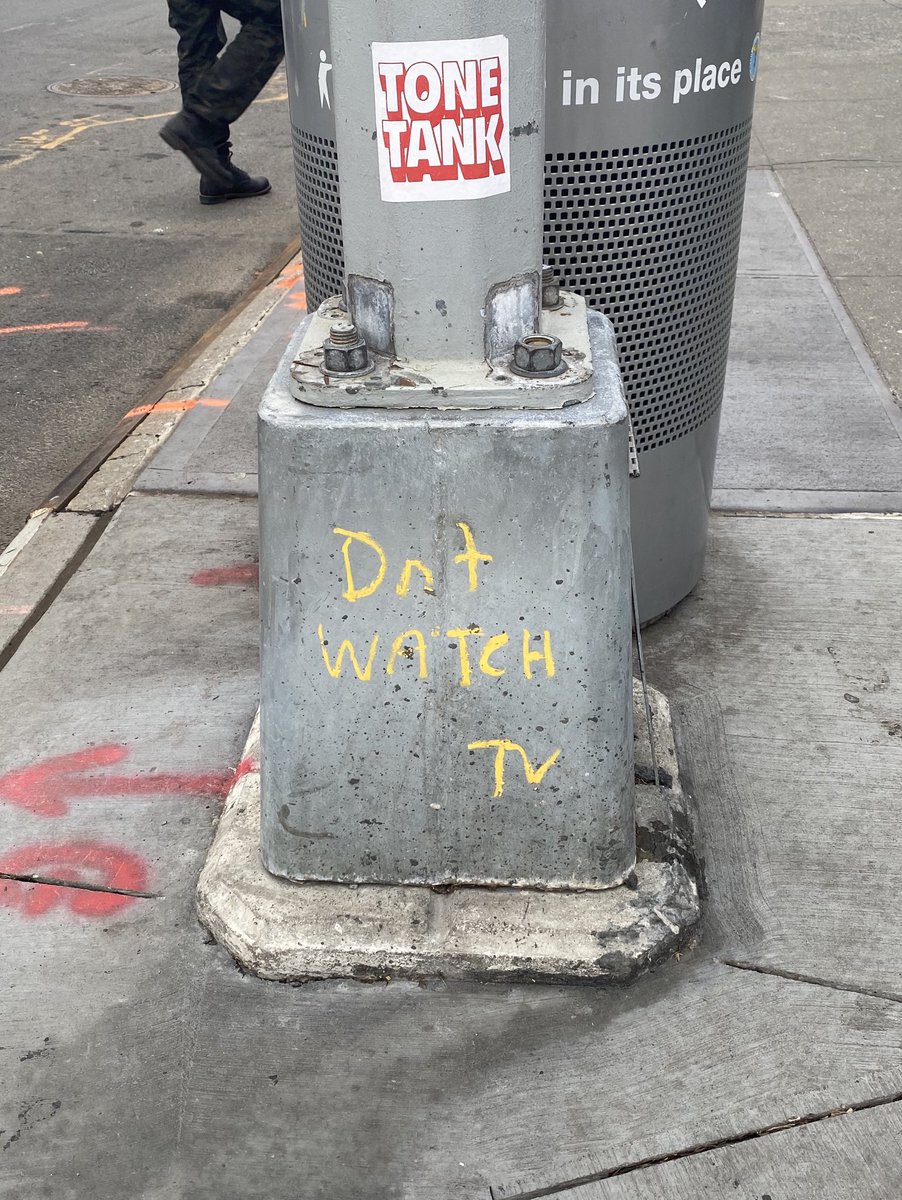 TONE
TANK
in its place
Dnt
WATCH
TV